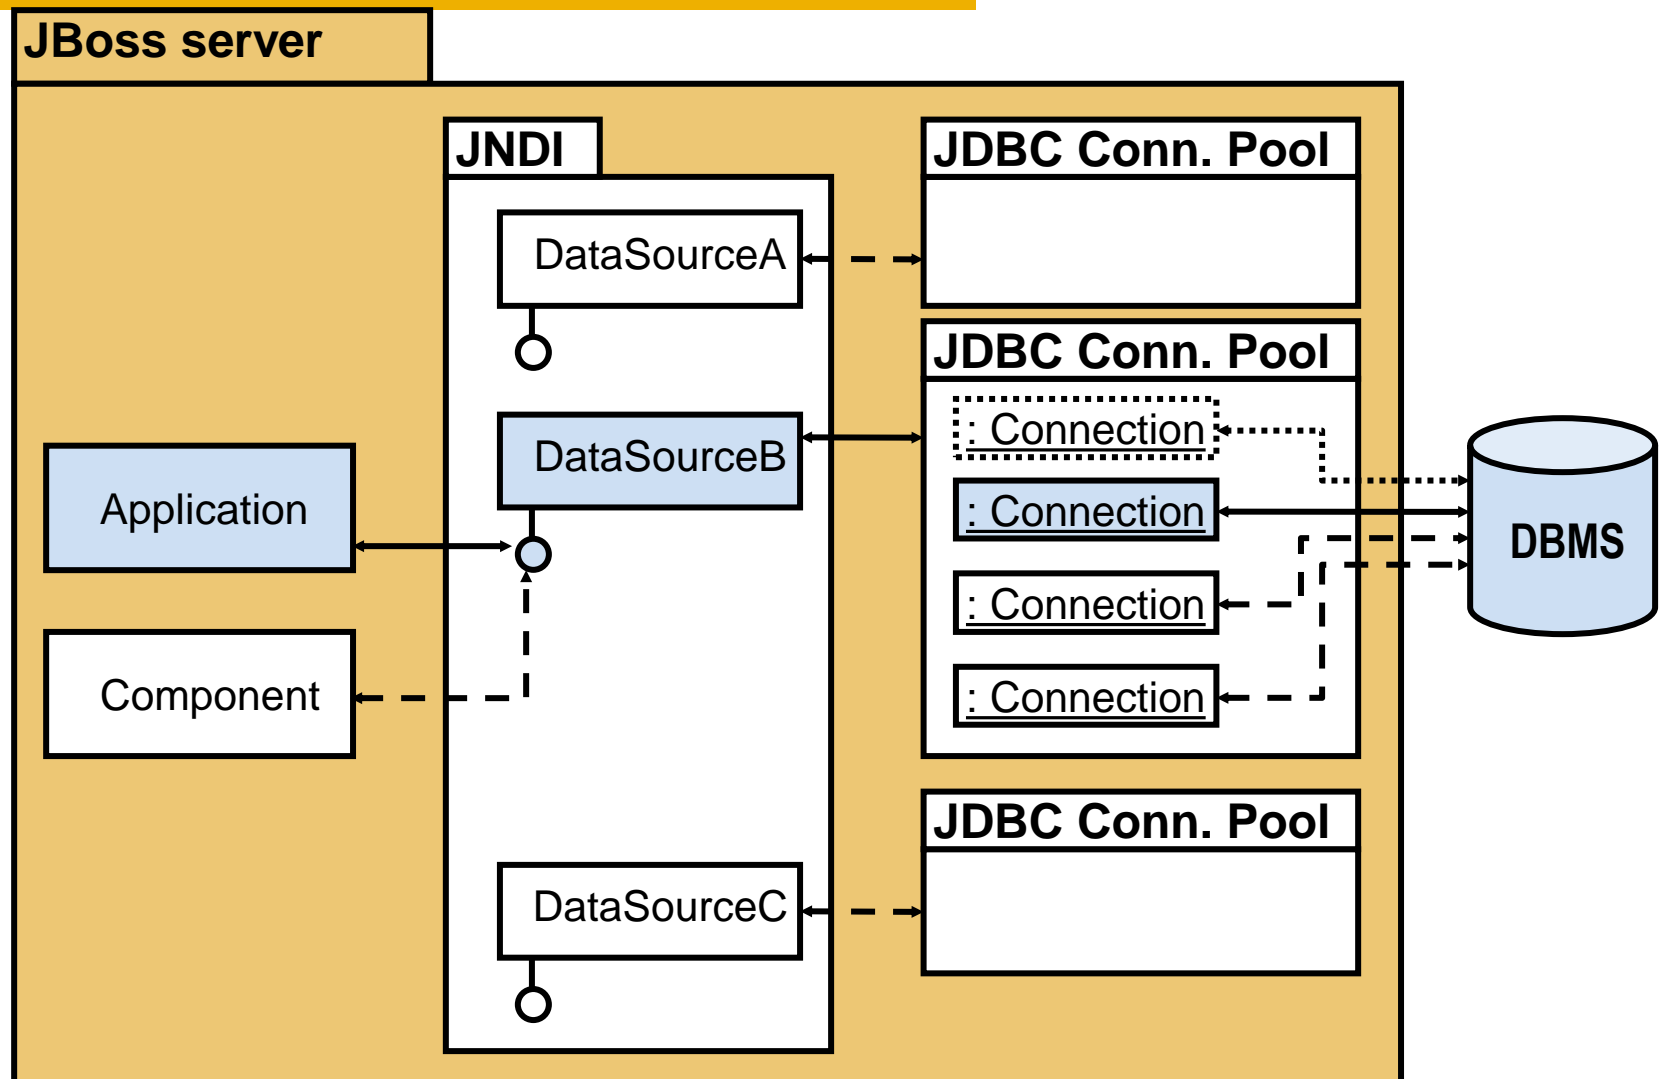 JBoss server
JNDI
JDBC Conn. Pool
DataSourceA
JDBC Conn. Pool
: Connection
DataSourceB
Application
: Connection
DBMS
: Connection
Component
: Connection
JDBC Conn. Pool
DataSourceC